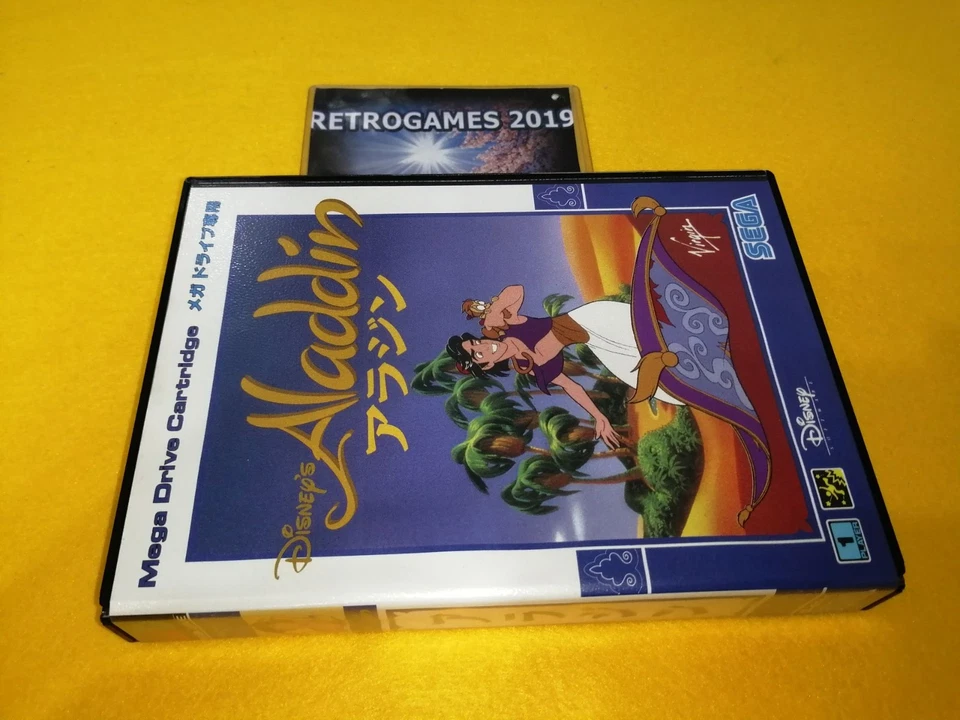 RETROGAMES 2019
Mega Drive Cartridge メガドライブ専用
DISNEY'S
Aladdin
アラジン
Virgin
SEGA
DISNEY
1
PLAYER